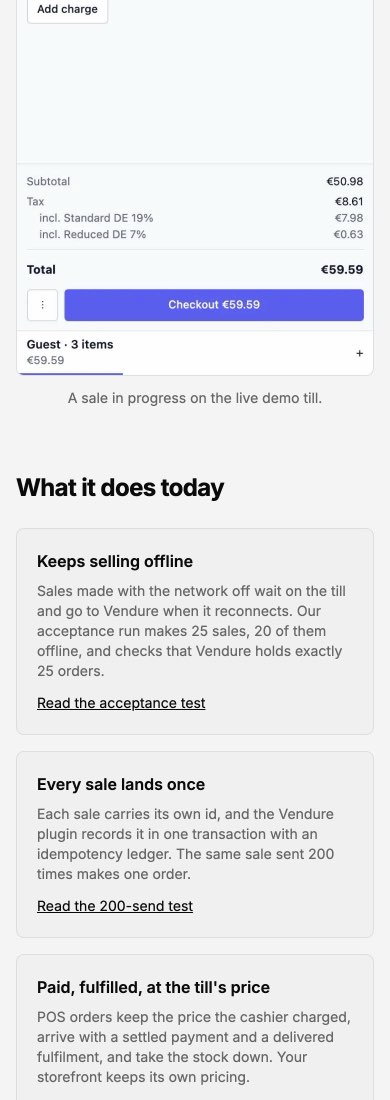 Add charge
Subtotal €50.98
Tax €8.61
incl. Standard DE 19% €7.98
incl. Reduced DE 7% €0.63
Total €59.59
⋮ Checkout €59.59
Guest · 3 items
€59.59 +
A sale in progress on the live demo till.
What it does today
Keeps selling offline
Sales made with the network off wait on the till
and go to Vendure when it reconnects. Our
acceptance run makes 25 sales, 20 of them
offline, and checks that Vendure holds exactly
25 orders.
Read the acceptance test
Every sale lands once
Each sale carries its own id, and the Vendure
plugin records it in one transaction with an
idempotency ledger. The same sale sent 200
times makes one order.
Read the 200-send test
Paid, fulfilled, at the till's price
POS orders keep the price the cashier charged,
arrive with a settled payment and a delivered
fulfilment, and take the stock down. Your
storefront keeps its own pricing.